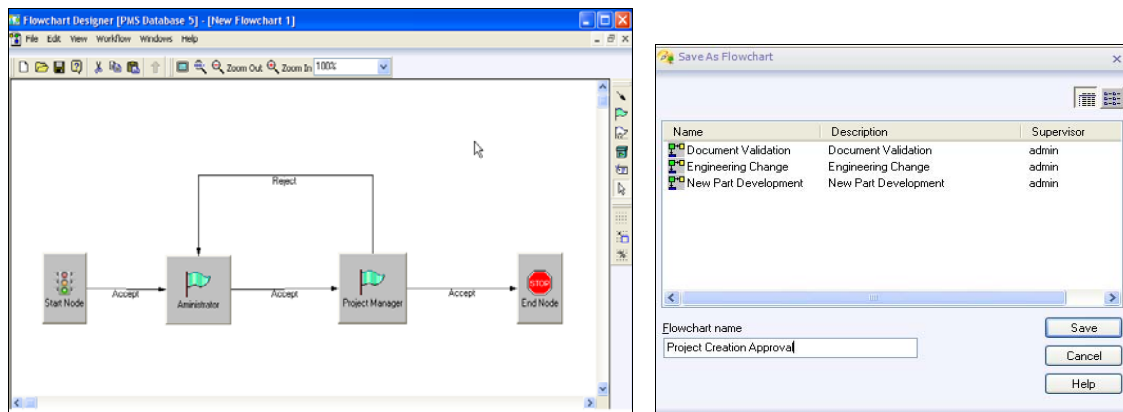 Flowchart Designer [PMS Database 5] - [New Flowchart 1]
File Edit View Workflow Windows Help
Zoom Out Zoom In 100%
Reject
Start Node Accept Aministrator Accept Project Manager Accept End Node
STOP
Save As Flowchart
Name Description Supervisor
Document Validation Document Validation admin
Engineering Change Engineering Change admin
New Part Development New Part Development admin
Flowchart name
Project Creation Approval
Save
Cancel
Help